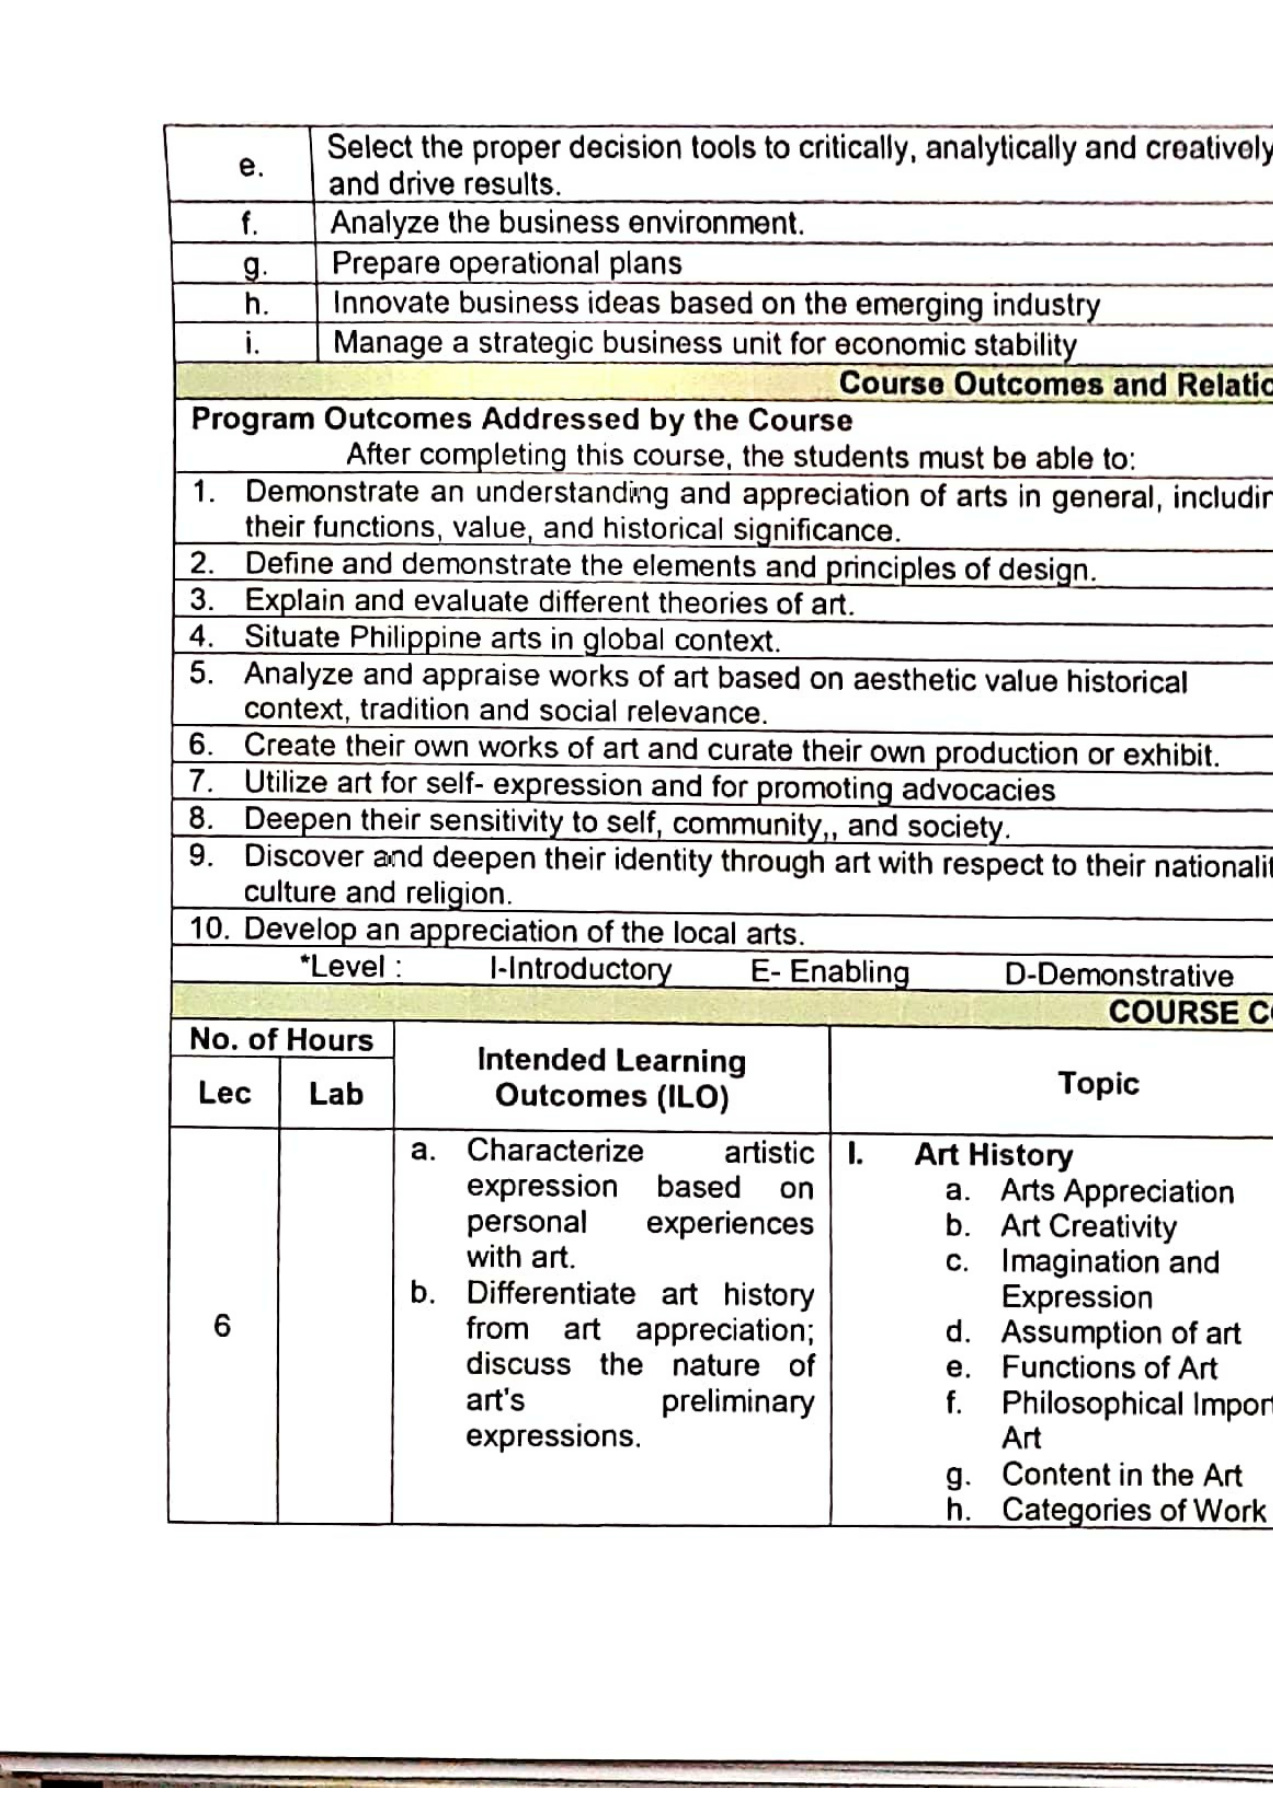 e.
Select the proper decision tools to critically, analytically and creatively
and drive results.
f. Analyze the business environment.
g. Prepare operational plans
h. Innovate business ideas based on the emerging industry
i. Manage a strategic business unit for economic stability
Course Outcomes and Relatio
Program Outcomes Addressed by the Course
After completing this course, the students must be able to:
1. Demonstrate an understanding and appreciation of arts in general, includin
their functions, value, and historical significance.
2. Define and demonstrate the elements and principles of design.
3. Explain and evaluate different theories of art.
4. Situate Philippine arts in global context.
5. Analyze and appraise works of art based on aesthetic value historical
context, tradition and social relevance.
6. Create their own works of art and curate their own production or exhibit.
7. Utilize art for self- expression and for promoting advocacies
8. Deepen their sensitivity to self, community,, and society.
9. Discover and deepen their identity through art with respect to their nationalit
culture and religion.
10. Develop an appreciation of the local arts.
*Level : I-Introductory E- Enabling D-Demonstrative
COURSE CO
No. of Hours
Lec
Lab
Intended Learning
Outcomes (ILO)
Topic
6
a. Characterize artistic
expression based on
personal experiences
with art.
b. Differentiate art history
from art appreciation;
discuss the nature of
art's preliminary
expressions.
I. Art History
a. Arts Appreciation
b. Art Creativity
c. Imagination and
Expression
d. Assumption of art
e. Functions of Art
f. Philosophical Impor
Art
g. Content in the Art
h. Categories of Work